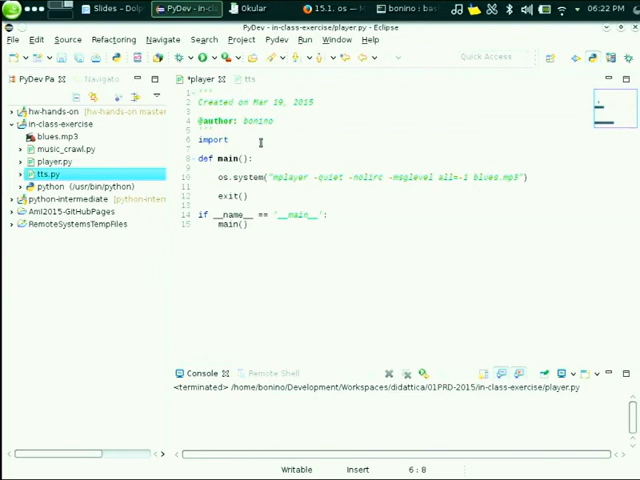 Slides – Dolp
PyDev - in-cl
Okular
15.1. os — M
bonino : bas
06:22 PM
PyDev - in-class-exercise/player.py - Eclipse
File Edit Source Refactoring Navigate Search Project Pydev Run Window Help
Quick Access
PyDev Pa
Navigato
*player
tts
hw-hands-on [hw-hands-on master
in-class-exercise
blues.mp3
music_crawl.py
player.py
tts.py
python (/usr/bin/python)
python-intermediate [python-interm
AmI2015-GitHubPages
RemoteSystemsTempFiles
1 '''
2 Created on Mar 19, 2015
3
4 @author: bonino
5 '''
6 import
7
8 def main():
9
10 os.system("mplayer -quiet -nolirc -msglevel all=-1 blues.mp3")
11
12 exit()
13
14 if __name__ == '__main__':
15 main()
Console
Remote Shell
<terminated> /home/bonino/Development/Workspaces/didattica/01PRD-2015/in-class-exercise/player.py
Writable Insert 6 : 8